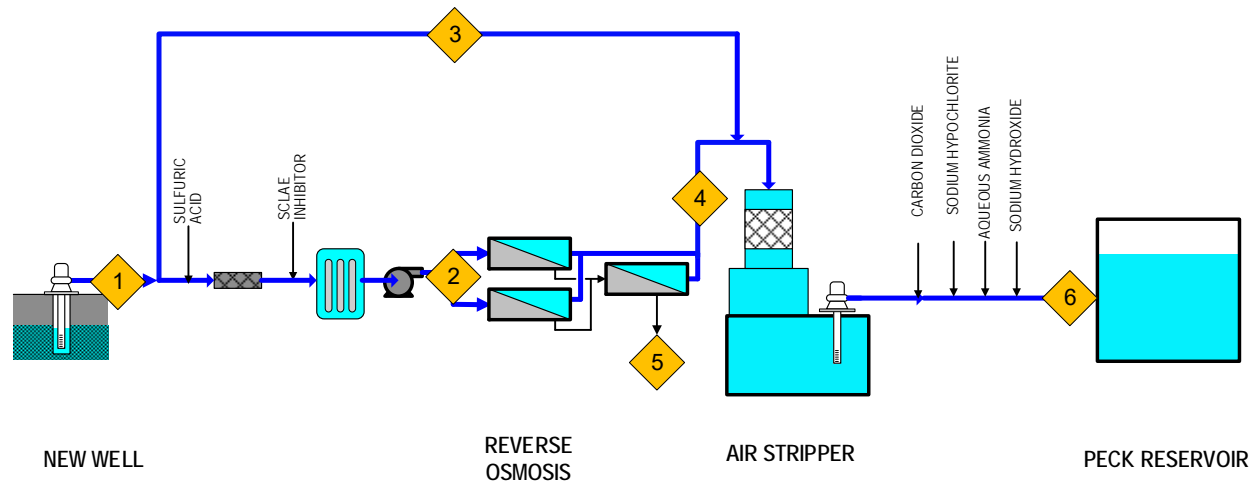 3
SULFURIC
ACID
SCLAE
INHIBITOR
CARBON DIOXIDE
SODIUM HYPOCHLORITE
AQUEOUS AMMONIA
SODIUM HYDROXIDE
4
1
2
6
5
NEW WELL
REVERSE
OSMOSIS
AIR STRIPPER
PECK RESERVOIR